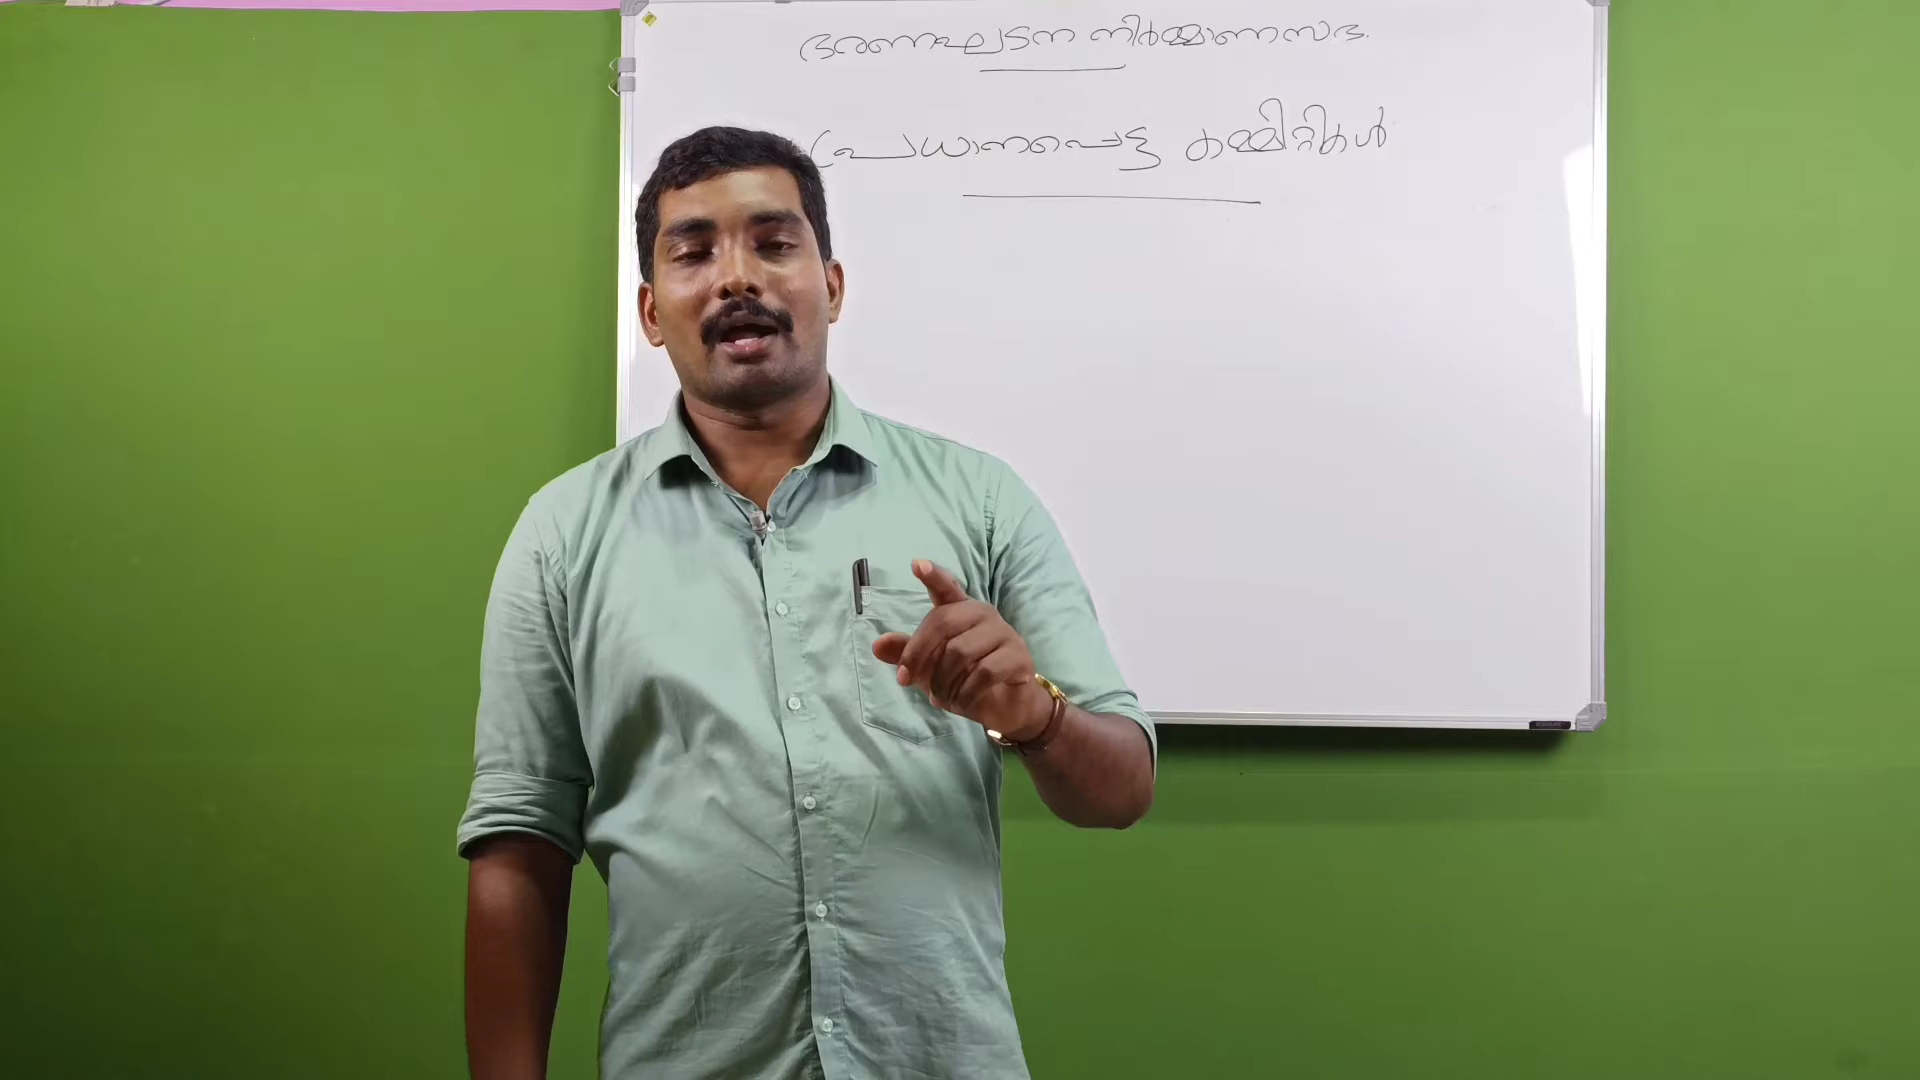 ഭരണഘടന നിർമ്മാണസഭ.
പ്രധാനപ്പെട്ട കമ്മിറ്റികൾ